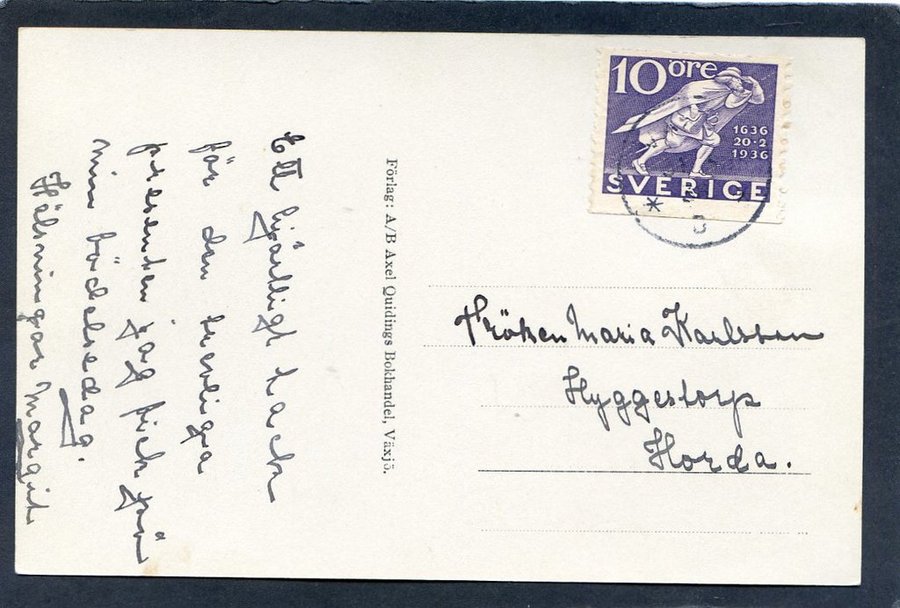 Ett hjärtligt tack
för den trevliga
presenten jag fick på
min födelsedag.
Hälsningar Margit
Förlag: A/B Axel Quidings Bokhandel, Växjö.
10 öre
1636
20·2
1936
SVERIGE
Fröken Maria Karlsson
Hyggestorp
Horda.